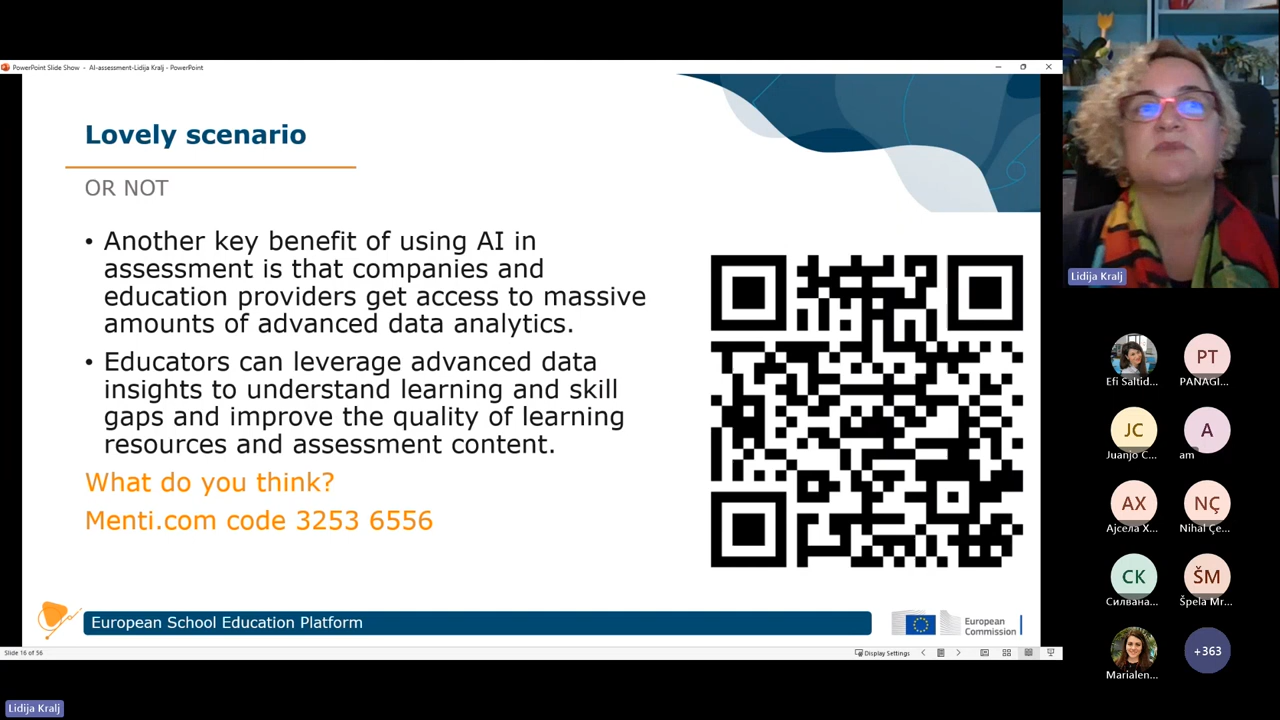 PowerPoint Slide Show - AI-assessment-Lidija Kralj - PowerPoint
Lovely scenario
OR NOT
• Another key benefit of using AI in
assessment is that companies and
education providers get access to massive
amounts of advanced data analytics.
• Educators can leverage advanced data
insights to understand learning and skill
gaps and improve the quality of learning
resources and assessment content.
What do you think?
Menti.com code 3253 6556
European School Education Platform
European
Commission
Slide 16 of 56
Display Settings
Lidija Kralj
Efi Saltid...
PT
PANAGI...
JC
Juanjo C...
A
am
AX
Ајсела Х...
NÇ
Nihal Çe...
СК
Силвана...
ŠM
Špela Mr...
Marialen...
+363
Lidija Kralj